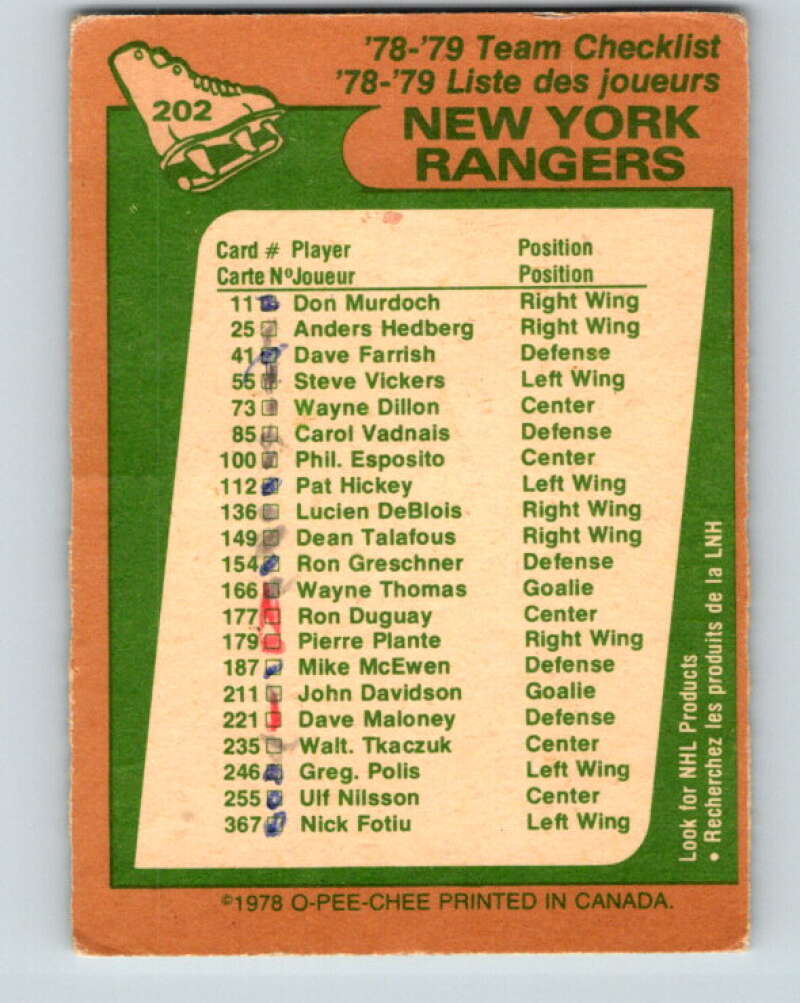 '78-'79 Team Checklist
'78-'79 Liste des joueurs
202
NEW YORK
RANGERS
Card # Player Position
Carte Nº Joueur Position
11 Don Murdoch Right Wing
25 Anders Hedberg Right Wing
41 Dave Farrish Defense
55 Steve Vickers Left Wing
73 Wayne Dillon Center
85 Carol Vadnais Defense
100 Phil. Esposito Center
112 Pat Hickey Left Wing
136 Lucien DeBlois Right Wing
149 Dean Talafous Right Wing
154 Ron Greschner Defense
166 Wayne Thomas Goalie
177 Ron Duguay Center
179 Pierre Plante Right Wing
187 Mike McEwen Defense
211 John Davidson Goalie
221 Dave Maloney Defense
235 Walt. Tkaczuk Center
246 Greg. Polis Left Wing
255 Ulf Nilsson Center
367 Nick Fotiu Left Wing
Look for NHL Products
• Recherchez les produits de la LNH
©1978 O-PEE-CHEE PRINTED IN CANADA.